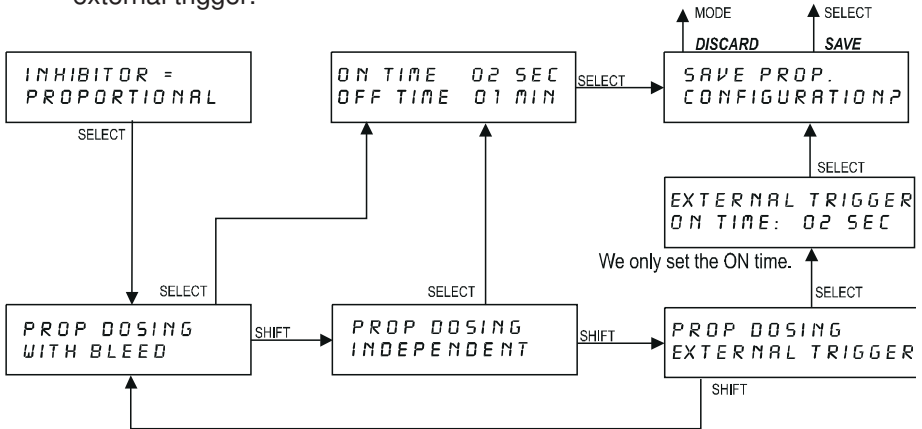 external trigger.
MODE
SELECT
DISCARD
SAVE
INHIBITOR =
PROPORTIONAL
ON TIME 02 SEC
OFF TIME 01 MIN
SELECT
SAVE PROP.
CONFIGURATION?
SELECT
SELECT
EXTERNAL TRIGGER
ON TIME: 02 SEC
We only set the ON time.
SELECT
SELECT
SELECT
PROP DOSING
WITH BLEED
SHIFT
PROP DOSING
INDEPENDENT
SHIFT
PROP DOSING
EXTERNAL TRIGGER
SHIFT